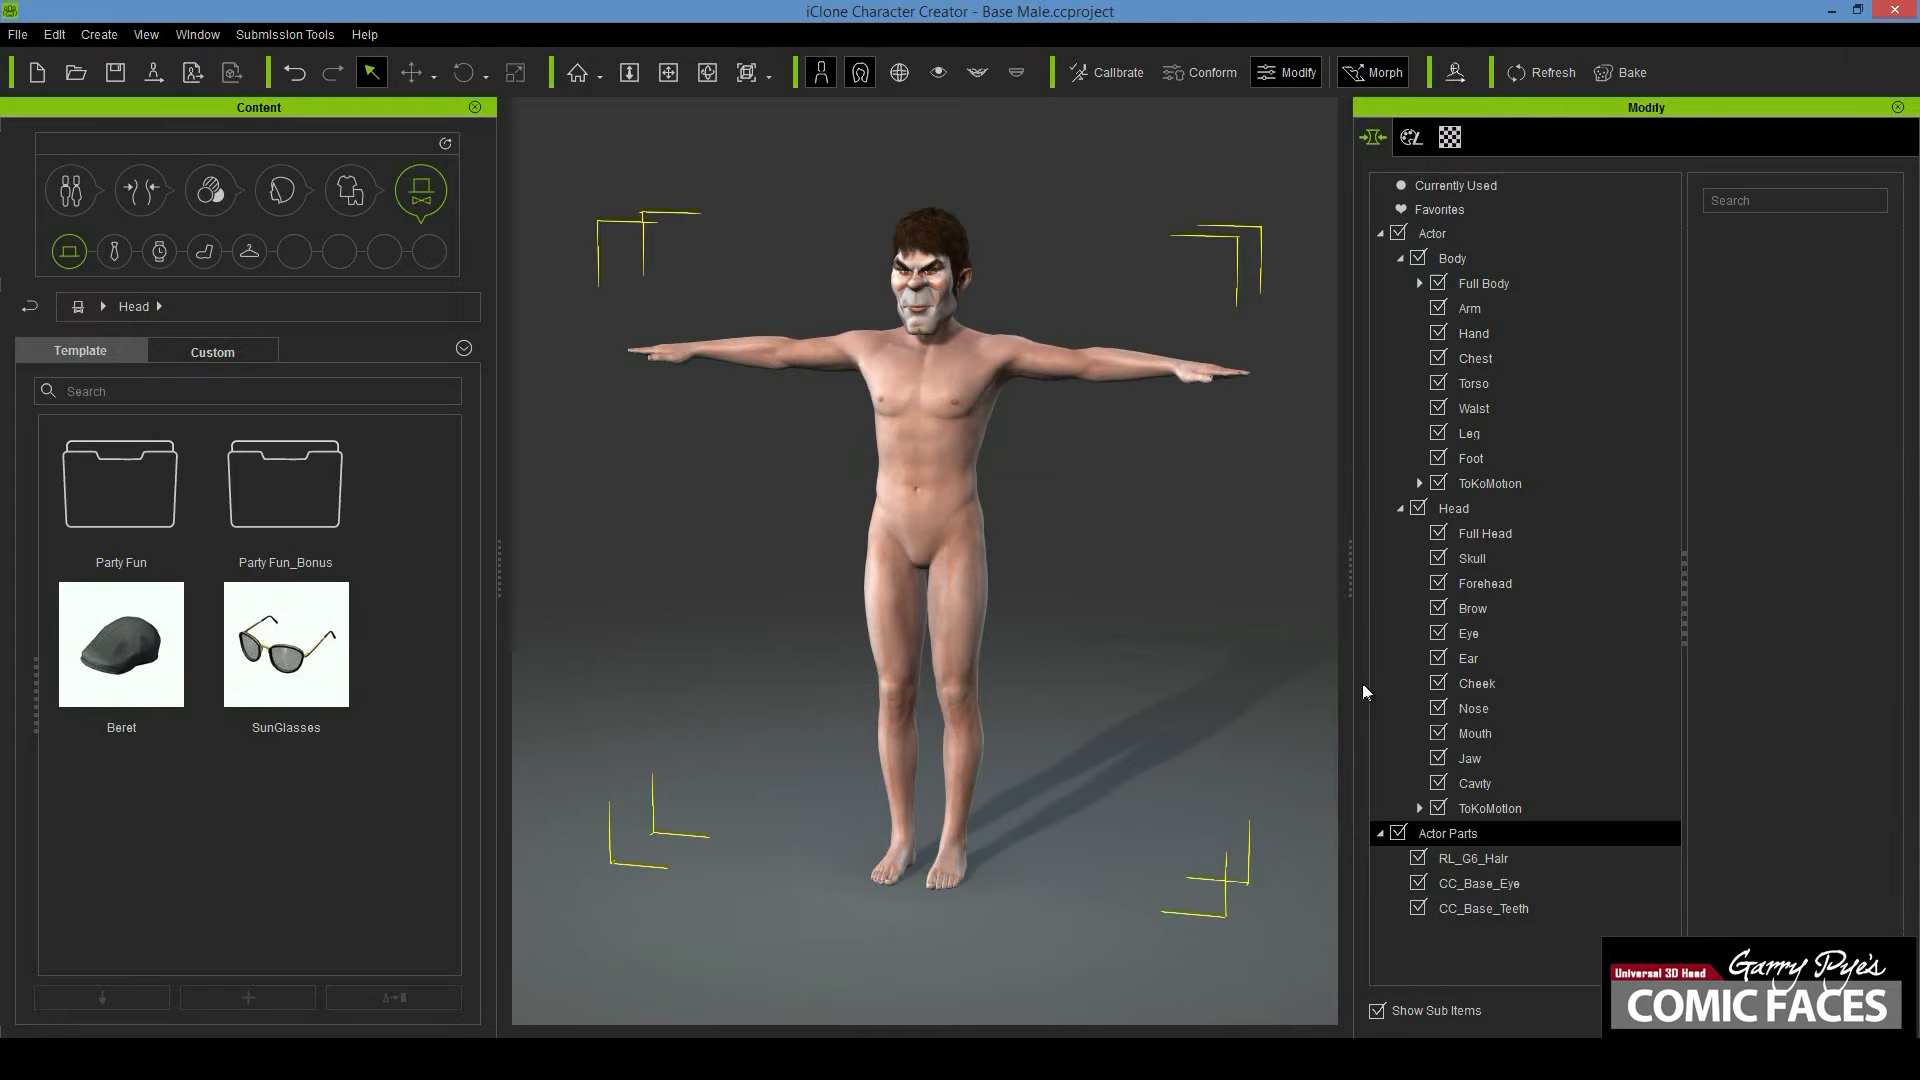 iClone Character Creator - Base Male.ccproject
File Edit Create View Window Submission Tools Help
Calibrate Conform Modify Morph Refresh Bake
Content
Modify
Head
Template Custom
Search
Party Fun Party Fun_Bonus
Beret SunGlasses
Currently Used
Favorites
Actor
Body
Full Body
Arm
Hand
Chest
Torso
Waist
Leg
Foot
ToKoMotion
Head
Full Head
Skull
Forehead
Brow
Eye
Ear
Cheek
Nose
Mouth
Jaw
Cavity
ToKoMotion
Actor Parts
RL_G6_Hair
CC_Base_Eye
CC_Base_Teeth
Show Sub Items
Search
Universal 3D Head Garry Pye's
COMIC FACES